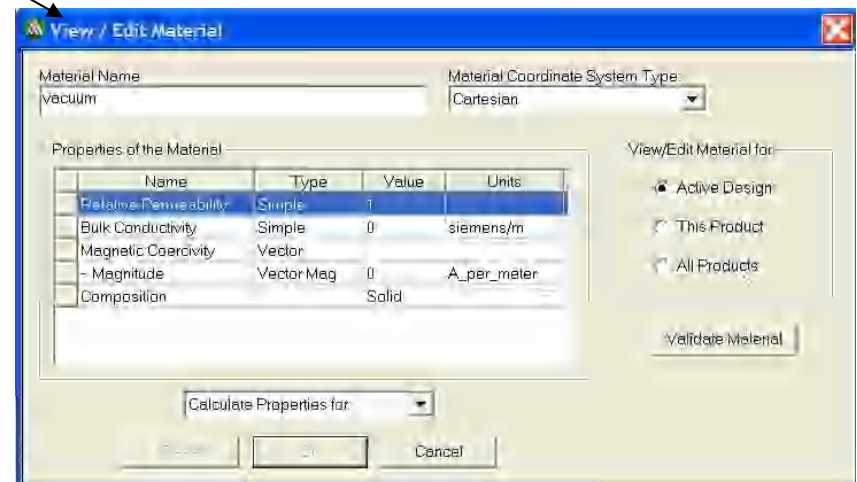 View / Edit Material
Material Name
vacuum
Material Coordinate System Type:
Cartesian
Properties of the Material
Name Type Value Units
Relative Permeability Simple 1
Bulk Conductivity Simple 0 siemens/m
Magnetic Coercivity Vector
- Magnitude Vector Mag 0 A_per_meter
Composition Solid
View/Edit Material for
Active Design
This Product
All Products
Validate Material
Calculate Properties for
Cancel